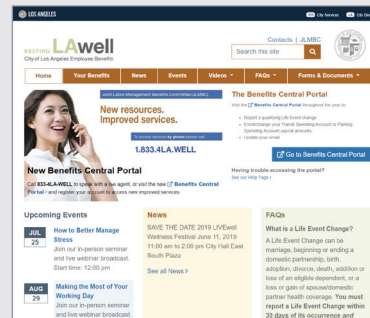 LOS ANGELES
City Services
City Dir
KEEPING LAwell
City of Los Angeles Employee Benefits
Contacts | JLMBC
Search this site
Home Your Benefits News Events Videos FAQs Forms & Documents
Joint Labor-Management Benefits Committee (JLMBC)
New resources.
Improved services.
To access services by phone please call
1.833.4LA.WELL
New Benefits Central Portal
Call 833-4LA-WELL to speak with a live agent, or visit the new Benefits Central
Portal › and register your account to access new improved services.
The Benefits Central Portal
Visit the Benefits Central Portal throughout the year to:
Report a qualifying Life Event change.
Enroll/change your Transit Spending Account or Parking
Spending Account payroll amounts.
Update your email
Go to Benefits Central Portal
Having trouble accessing the portal?
See our Help Page ›
Upcoming Events
JUL
25
How to Better Manage
Stress
Join our in-person seminar
and live webinar broadcast.
Start time: 12:00 pm
AUG
29
Making the Most of Your
Working Day
Join our in-person seminar
and live webinar broadcast.
News
SAVE THE DATE 2019 LIVEwell
Wellness Festival June 11, 2019
11:00 am to 2:00 pm City Hall East
South Plaza
See all News ›
FAQs
What is a Life Event Change?
A Life Event Change can be
marriage, beginning or ending a
domestic partnership, birth,
adoption, divorce, death, addition or
loss of an eligible dependent, or a
loss or gain of spouse/domestic
partner health coverage. You must
report a Life Event Change within
30 days of its occurrence and